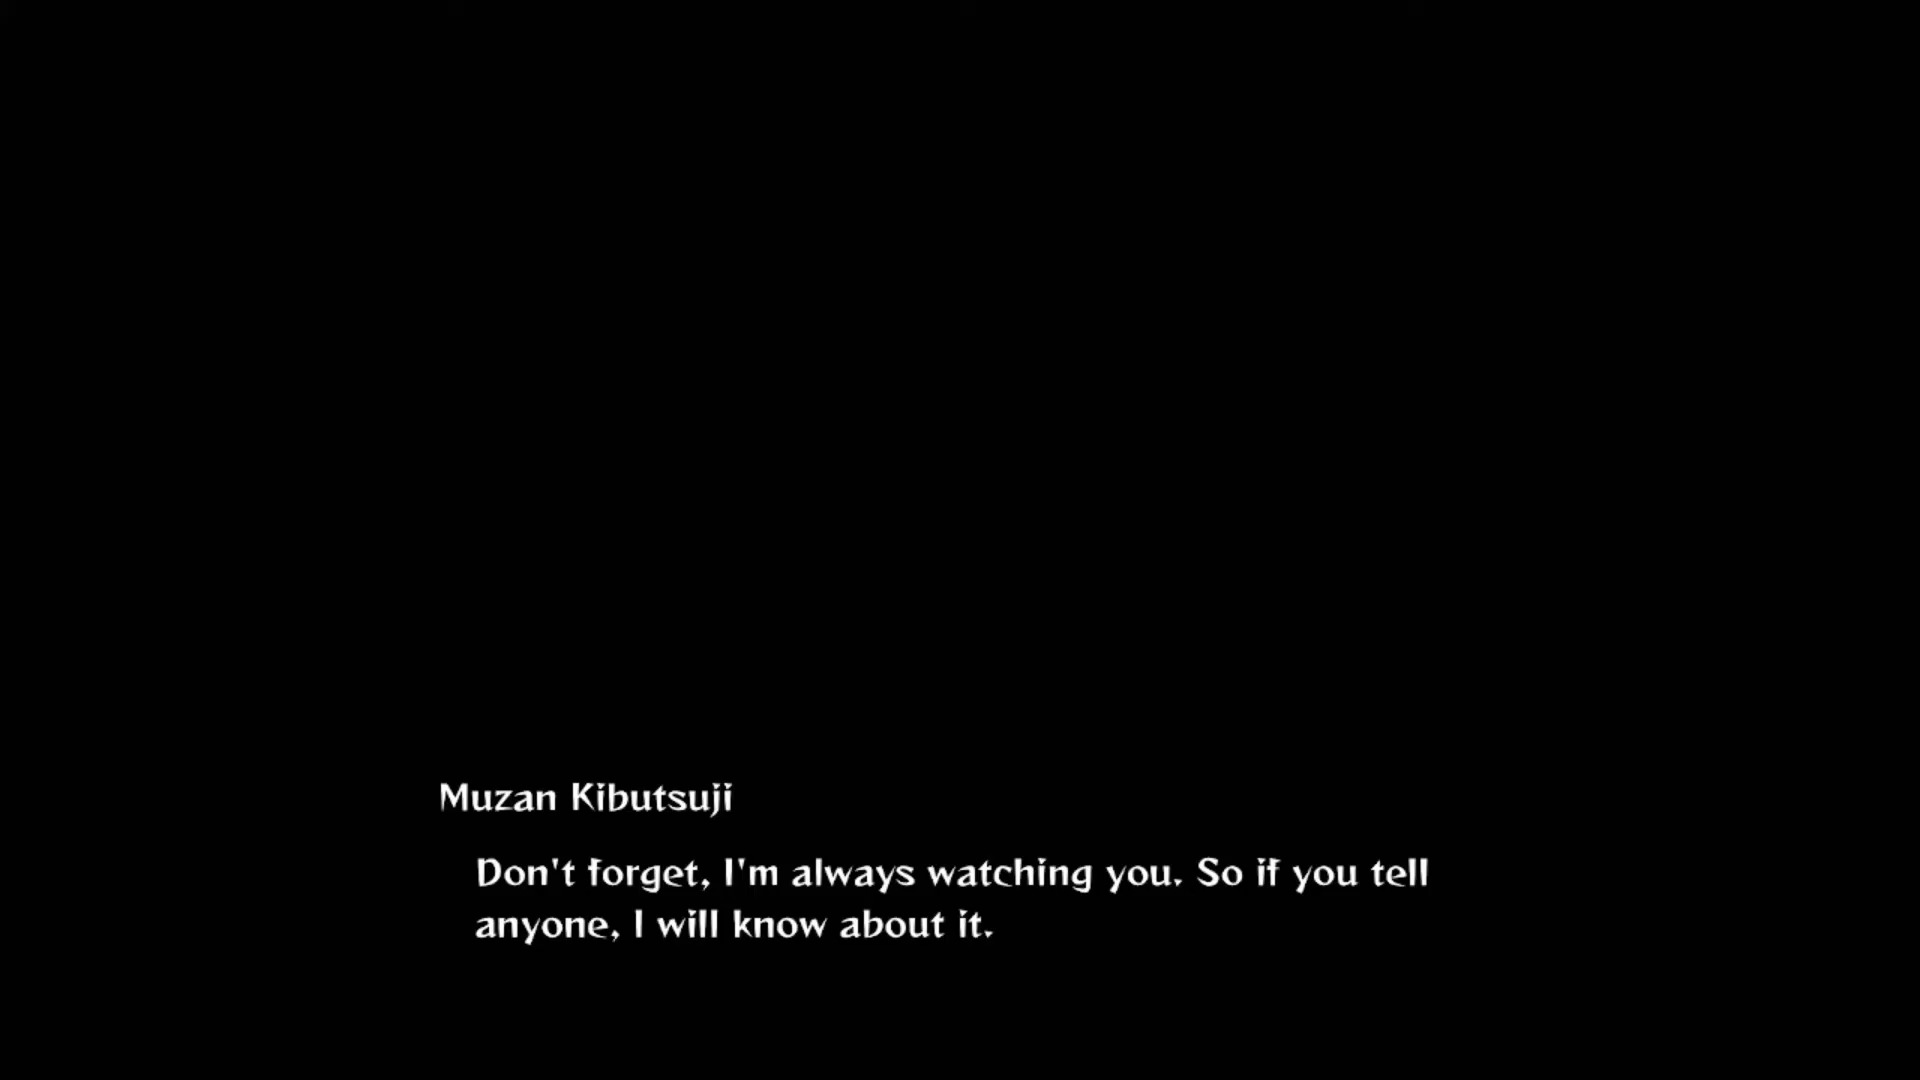 Muzan Kibutsuji
Don't forget, I'm always watching you. So if you tell
anyone, I will know about it.